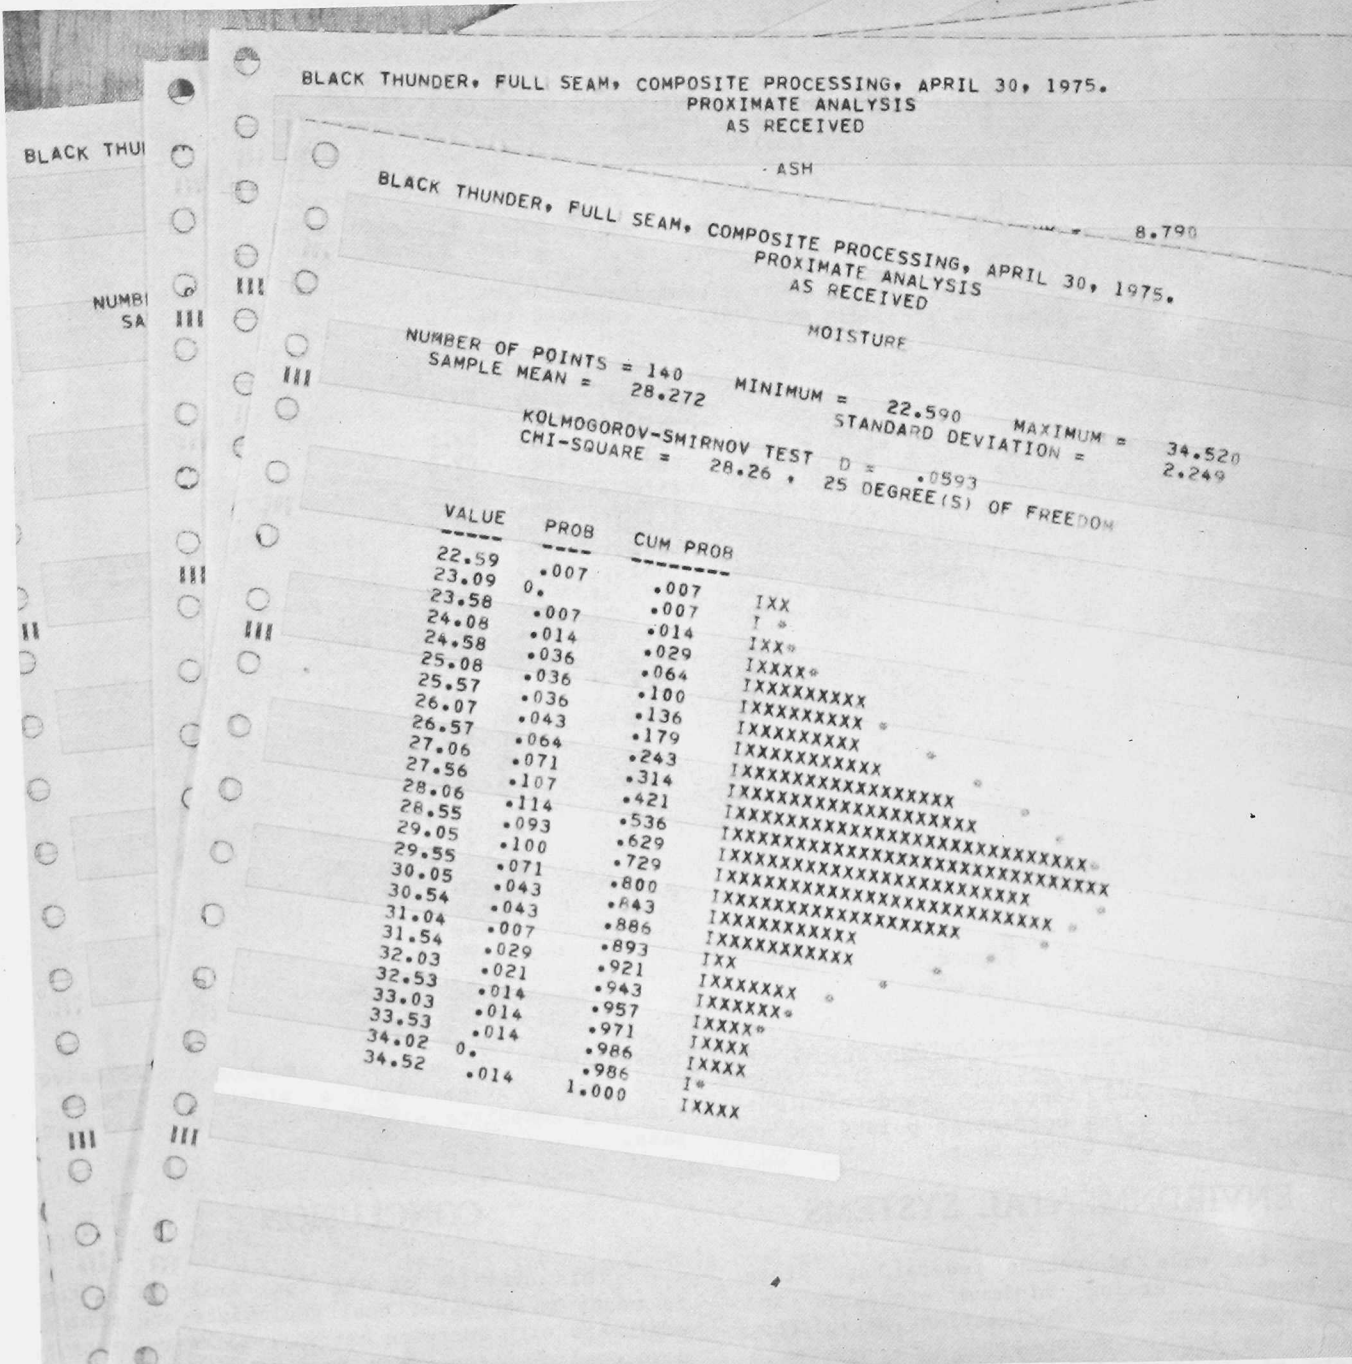 BLACK THUNDER, FULL SEAM, COMPOSITE PROCESSING, APRIL 30, 1975.
PROXIMATE ANALYSIS
AS RECEIVED
ASH
8.790
BLACK THU
NUMB
SA
BLACK THUNDER, FULL SEAM, COMPOSITE PROCESSING, APRIL 30, 1975.
PROXIMATE ANALYSIS
AS RECEIVED
MOISTURE
NUMBER OF POINTS = 140 MINIMUM = 22.590 MAXIMUM = 34.520
SAMPLE MEAN = 28.272 STANDARD DEVIATION = 2.249
KOLMOGOROV-SMIRNOV TEST D = .0593
CHI-SQUARE = 28.26 , 25 DEGREE(S) OF FREEDOM
VALUE PROB CUM PROB
----- ---- --------
22.59 .007 .007 IXX
23.09 0. .007 I *
23.58 .007 .014 IXX*
24.08 .014 .029 IXXXX*
24.58 .036 .064 IXXXXXXXXXX
25.08 .036 .100 IXXXXXXXXXX *
25.57 .036 .136 IXXXXXXXXXX *
26.07 .043 .179 IXXXXXXXXXXXX *
26.57 .064 .243 IXXXXXXXXXXXXXXXXXX *
27.06 .071 .314 IXXXXXXXXXXXXXXXXXXXX *
27.56 .107 .421 IXXXXXXXXXXXXXXXXXXXXXXXXXXXXXX*
28.06 .114 .536 IXXXXXXXXXXXXXXXXXXXXXXXXXXXXXXXX
28.55 .093 .629 IXXXXXXXXXXXXXXXXXXXXXXXXXX *
29.05 .100 .729 IXXXXXXXXXXXXXXXXXXXXXXXXXXXX *
29.55 .071 .800 IXXXXXXXXXXXXXXXXXXXX *
30.05 .043 .843 IXXXXXXXXXXXX *
30.54 .043 .886 IXXXXXXXXXXXX *
31.04 .007 .893 IXX *
31.54 .029 .921 IXXXXXXXX *
32.03 .021 .943 IXXXXXX*
32.53 .014 .957 IXXXX*
33.03 .014 .971 IXXXX
33.53 .014 .986 IXXXX
34.02 0. .986 I*
34.52 .014 1.000 IXXXX